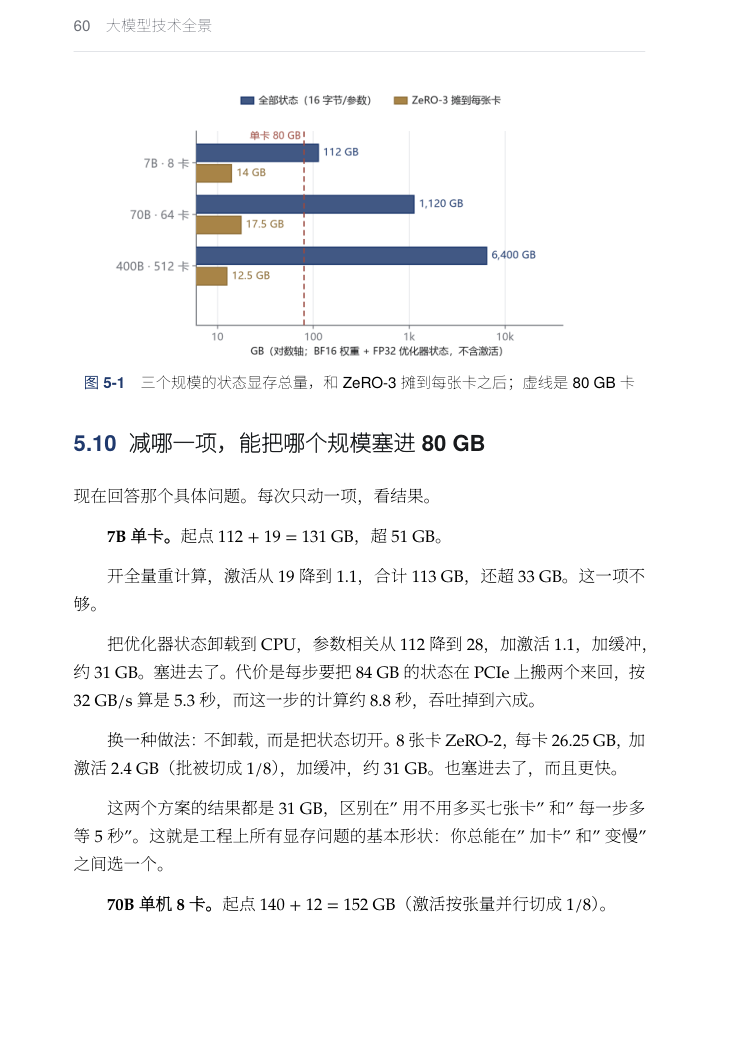 60 大模型技术全景
全部状态（16 字节/参数） ZeRO-3 摊到每张卡
单卡 80 GB
7B · 8 卡
112 GB
14 GB
70B · 64 卡
1,120 GB
17.5 GB
400B · 512 卡
6,400 GB
12.5 GB
10 100 1k 10k
GB（对数轴；BF16 权重 + FP32 优化器状态，不含激活）
图 5-1 三个规模的状态显存总量，和 ZeRO-3 摊到每张卡之后；虚线是 80 GB 卡
5.10 减哪一项，能把哪个规模塞进 80 GB
现在回答那个具体问题。每次只动一项，看结果。
7B 单卡。起点 112 + 19 = 131 GB，超 51 GB。
开全量重计算，激活从 19 降到 1.1，合计 113 GB，还超 33 GB。这一项不
够。
把优化器状态卸载到 CPU，参数相关从 112 降到 28，加激活 1.1，加缓冲，
约 31 GB。塞进去了。代价是每步要把 84 GB 的状态在 PCIe 上搬两个来回，按
32 GB/s 算是 5.3 秒，而这一步的计算约 8.8 秒，吞吐掉到六成。
换一种做法：不卸载，而是把状态切开。8 张卡 ZeRO-2，每卡 26.25 GB，加
激活 2.4 GB（批被切成 1/8），加缓冲，约 31 GB。也塞进去了，而且更快。
这两个方案的结果都是 31 GB，区别在″ 用不用多买七张卡″ 和″ 每一步多
等 5 秒″。这就是工程上所有显存问题的基本形状：你总能在″ 加卡″ 和″ 变慢″
之间选一个。
70B 单机 8 卡。起点 140 + 12 = 152 GB（激活按张量并行切成 1/8）。